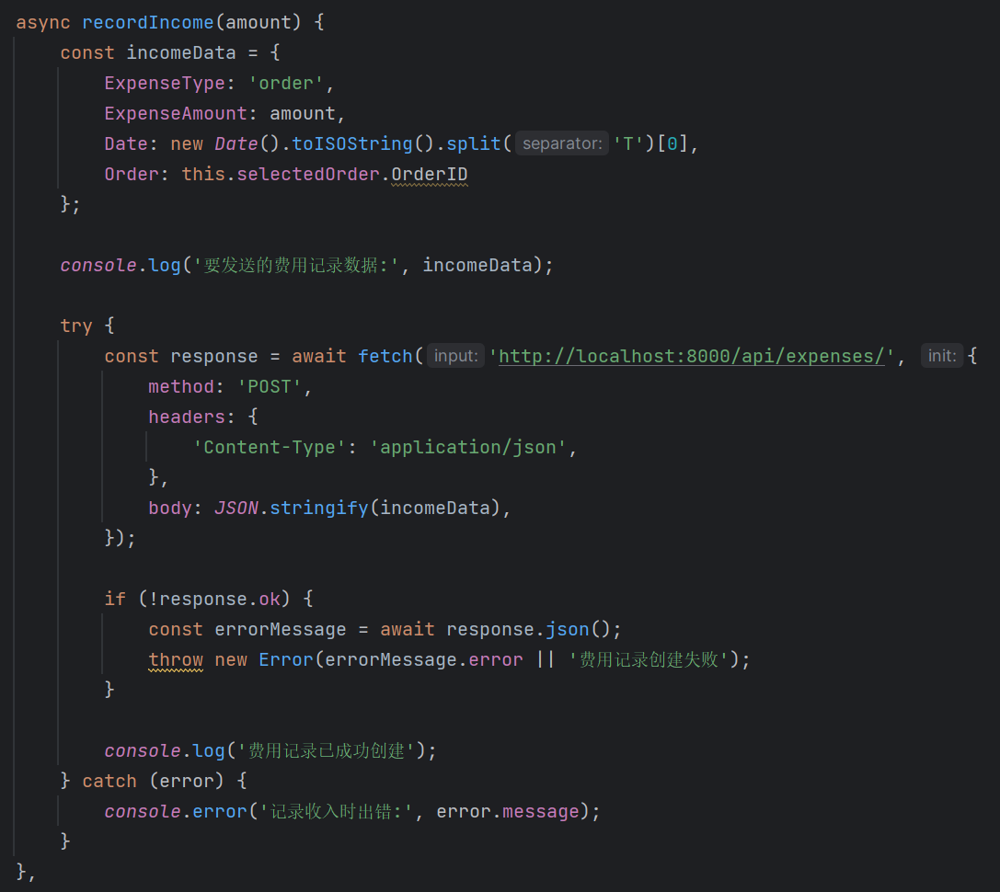 async recordIncome(amount) {
const incomeData = {
ExpenseType: 'order',
ExpenseAmount: amount,
Date: new Date().toISOString().split( separator: 'T')[0],
Order: this.selectedOrder.OrderID
};
console.log('要发送的费用记录数据:', incomeData);
try {
const response = await fetch( input: 'http://localhost:8000/api/expenses/', init: {
method: 'POST',
headers: {
'Content-Type': 'application/json',
},
body: JSON.stringify(incomeData),
});
if (!response.ok) {
const errorMessage = await response.json();
throw new Error(errorMessage.error || '费用记录创建失败');
}
console.log('费用记录已成功创建');
} catch (error) {
console.error('记录收入时出错:', error.message);
}
},